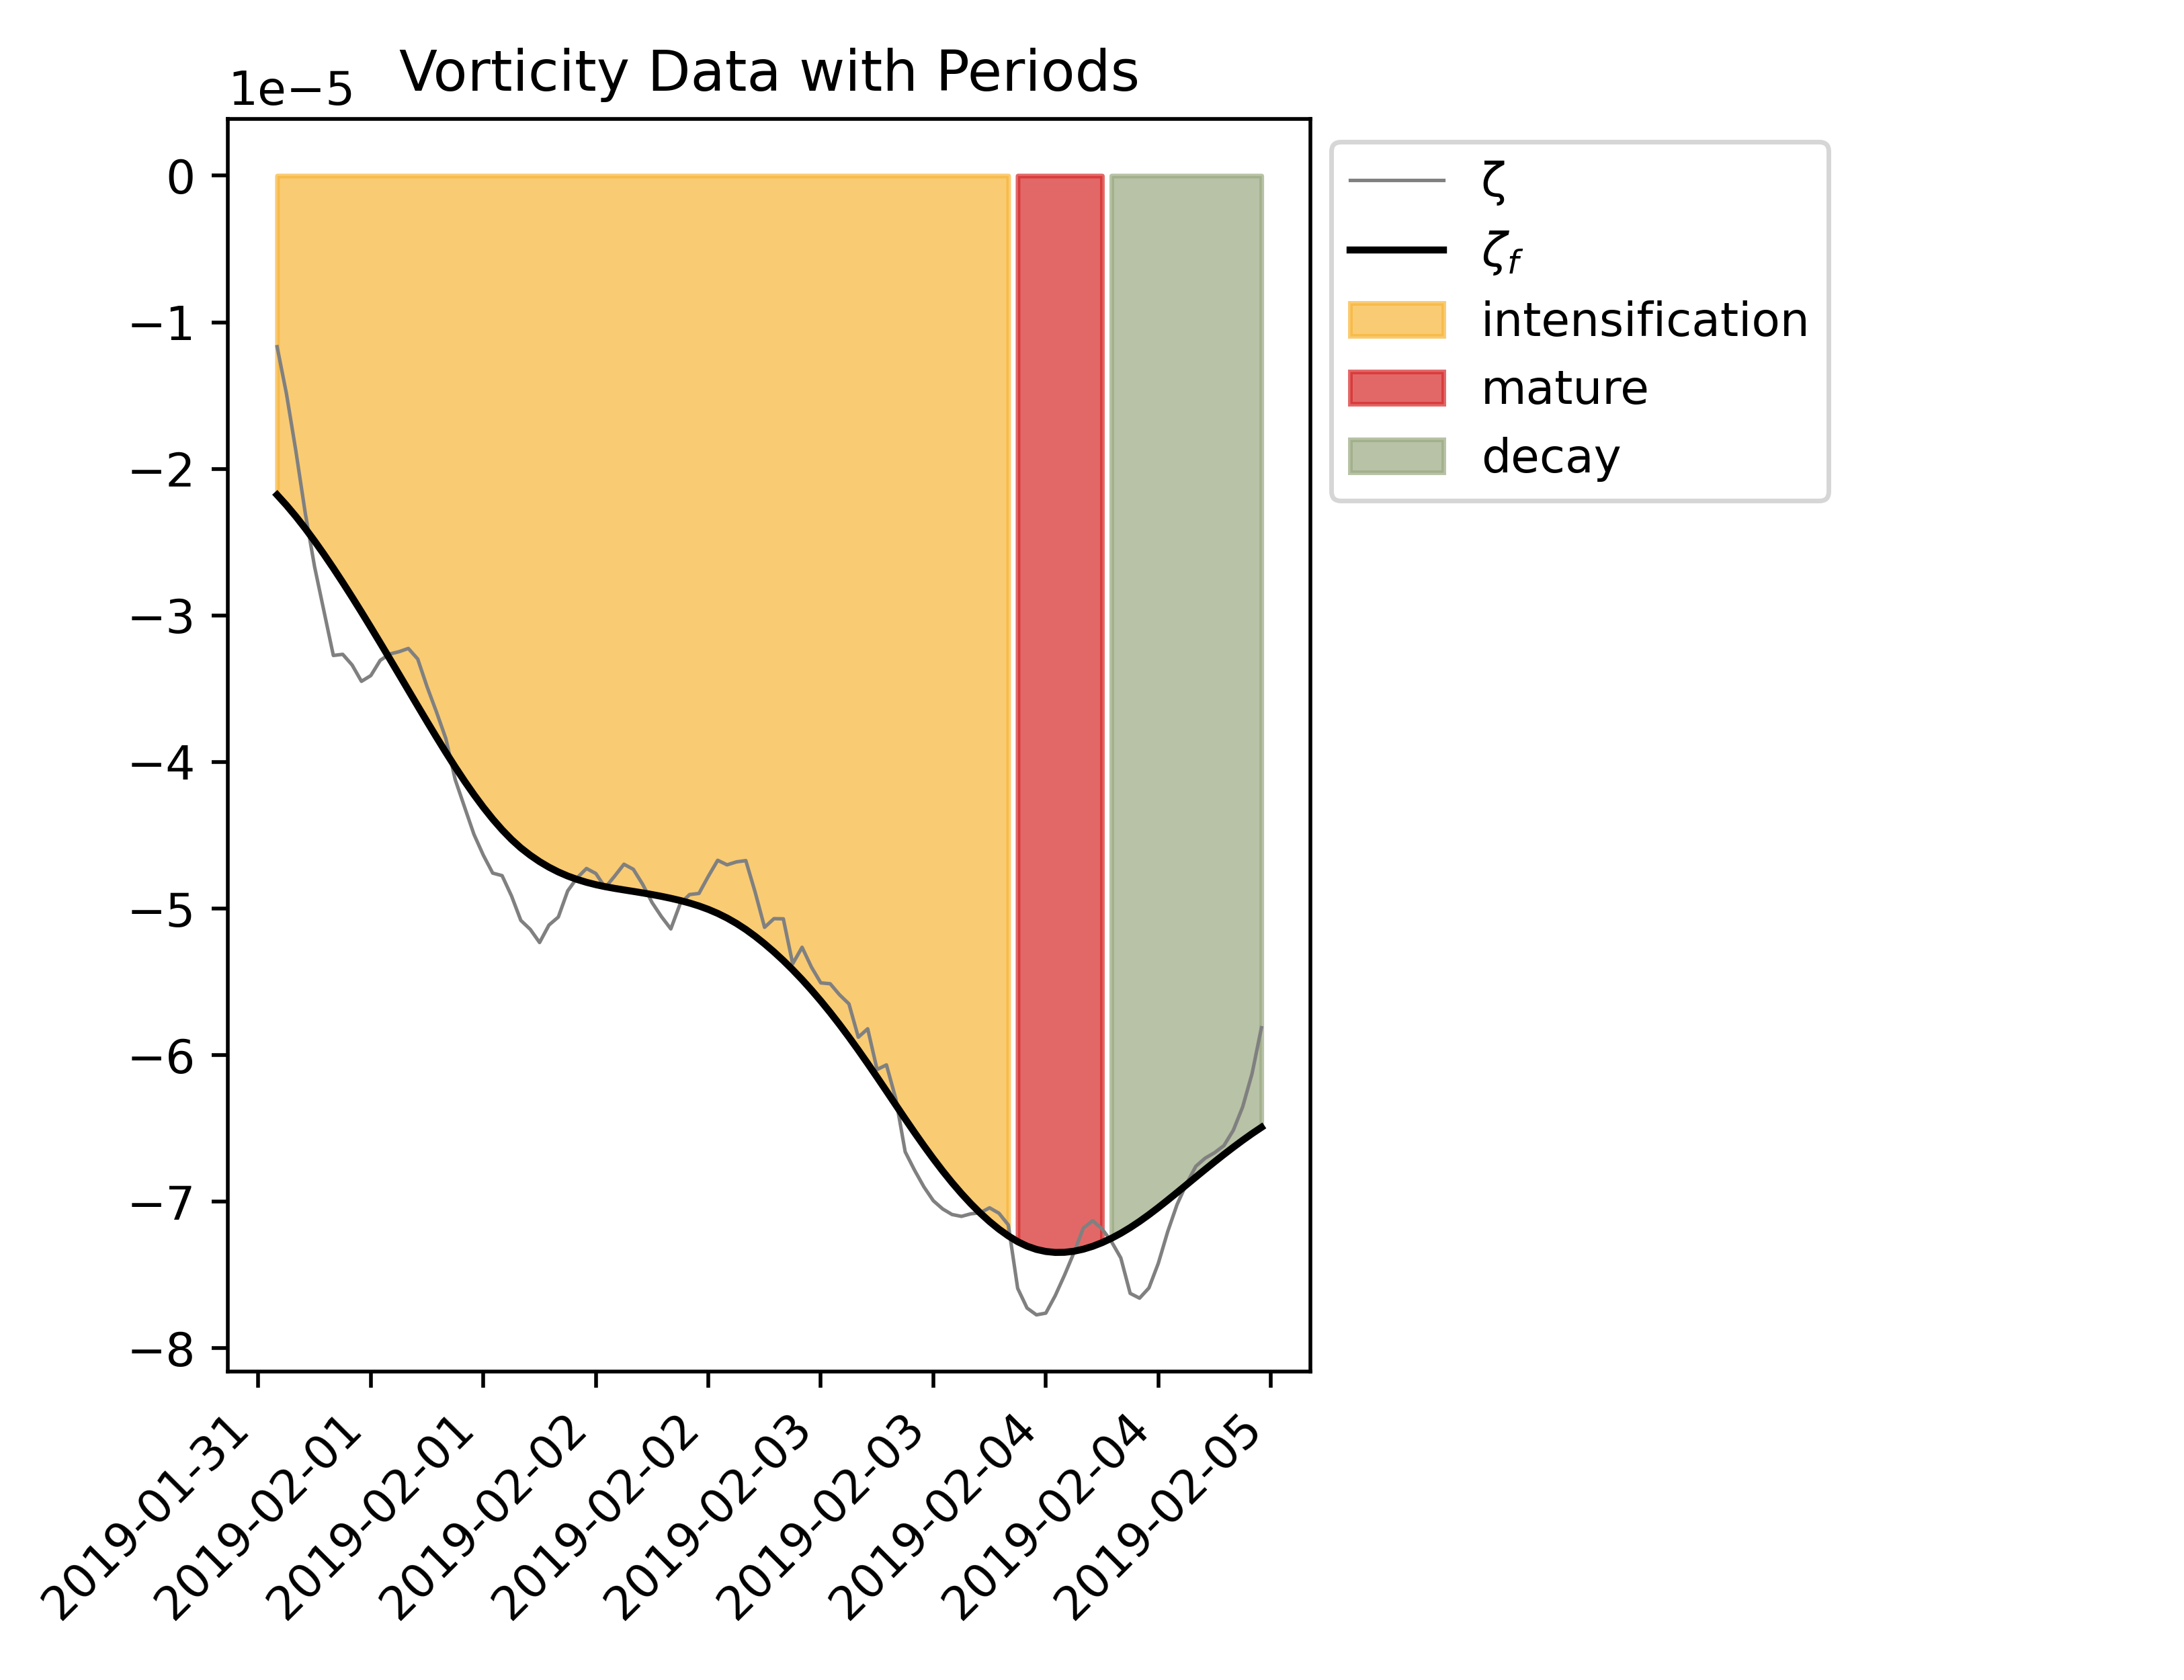 Vorticity Data with Periods
1e−5
0
−1
−2
−3
−4
−5
−6
−7
−8
2019-01-31
2019-02-01
2019-02-01
2019-02-02
2019-02-02
2019-02-03
2019-02-03
2019-02-04
2019-02-04
2019-02-05
ζ
ζf
intensification
mature
decay